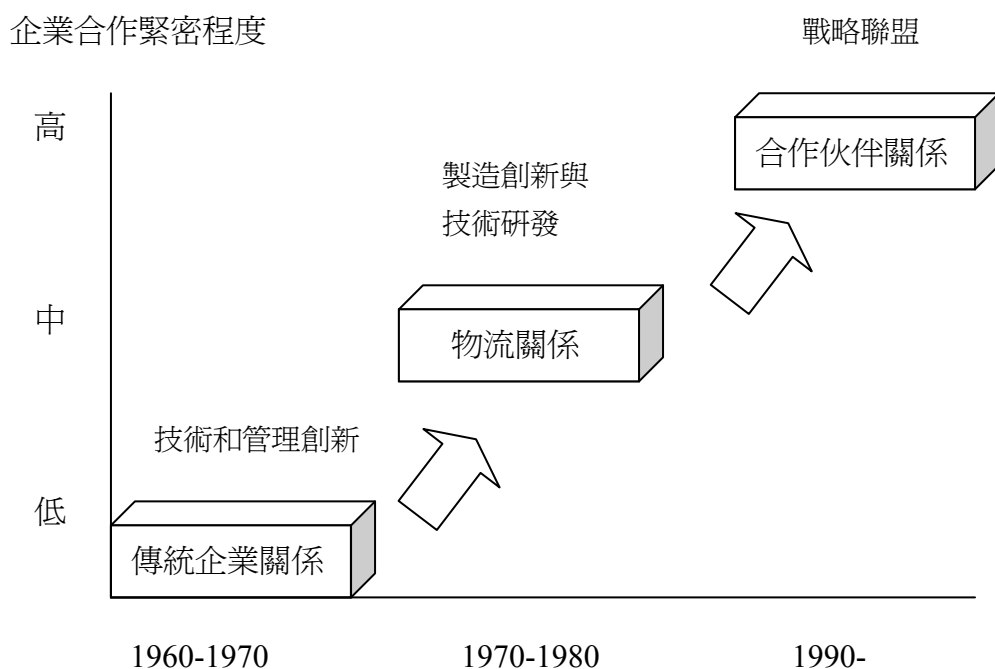 企業合作緊密程度
戰略聯盟
高
合作伙伴關係
製造創新與
技術研發
中
物流關係
技術和管理創新
低
傳統企業關係
1960-1970 1970-1980 1990-